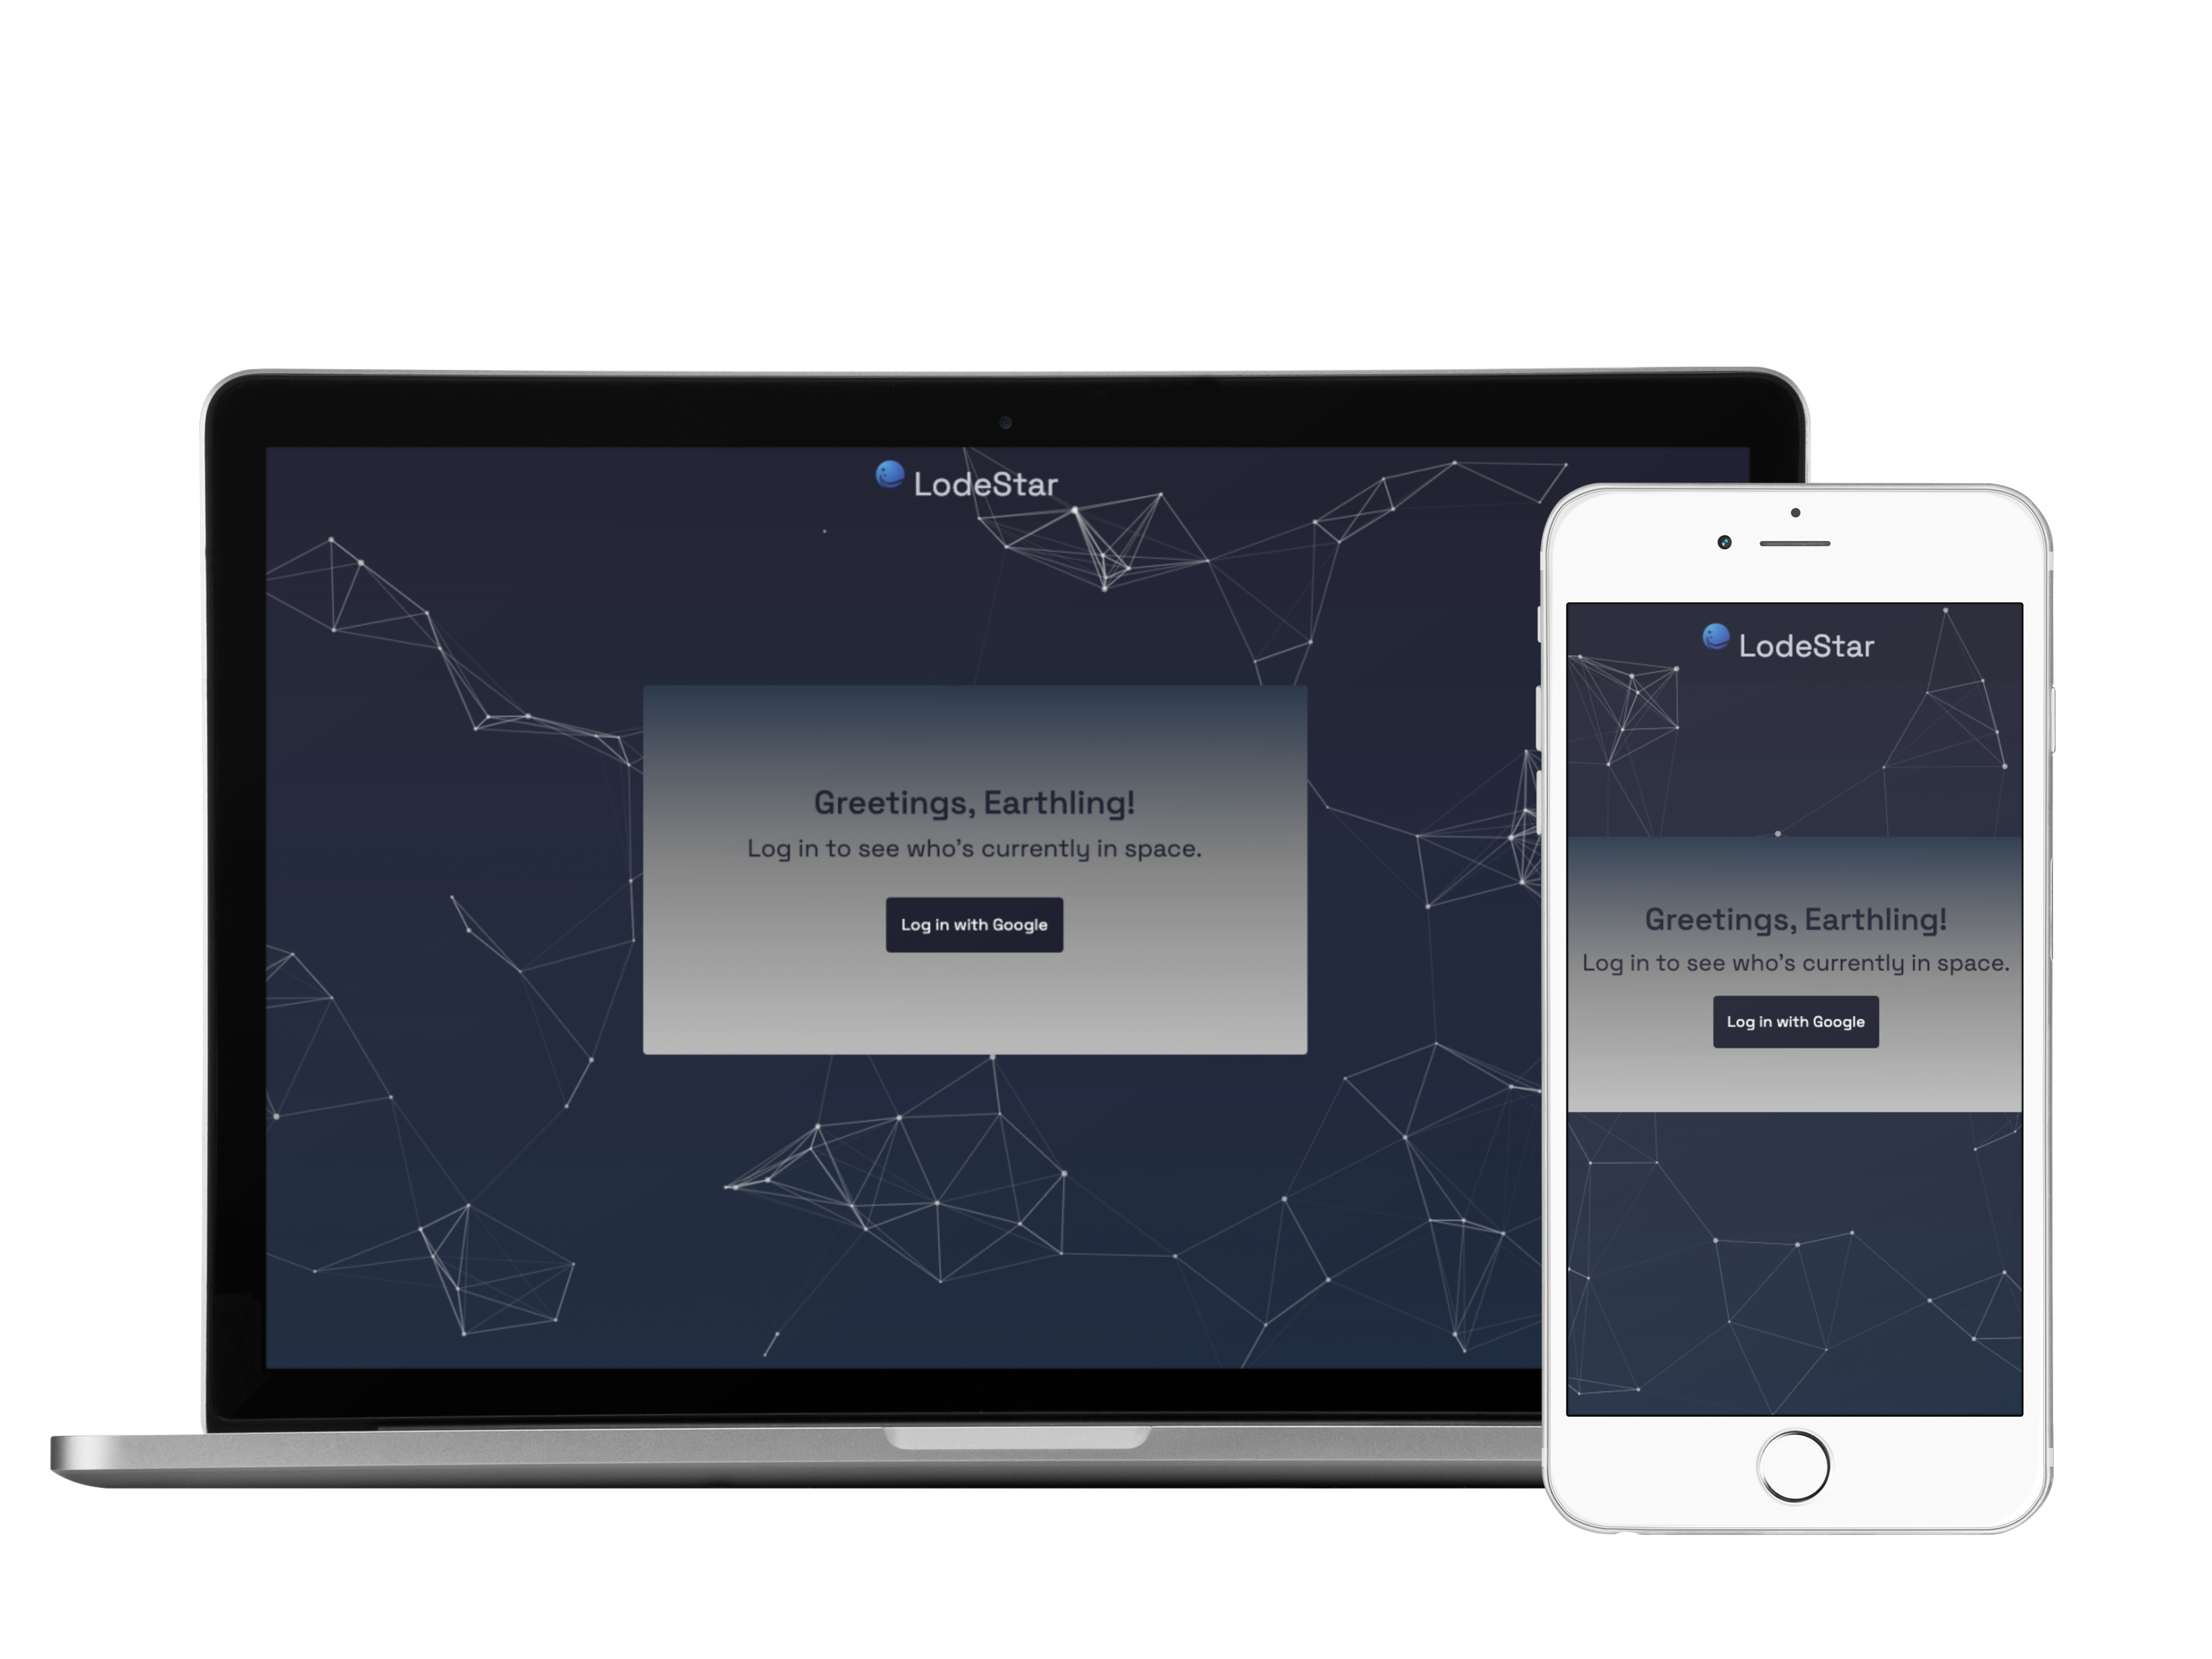 LodeStar
Greetings, Earthling!
Log in to see who's currently in space.
Log in with Google
LodeStar
Greetings, Earthling!
Log in to see who's currently in space.
Log in with Google